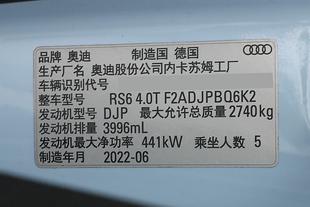 品牌 奥迪 制造国 德国
生产厂名 奥迪股份公司内卡苏姆工厂
车辆识别代号
整车型号 RS6 4.0T F2ADJPBQ6K2
发动机型号 DJP 最大允许总质量 2740kg
发动机排量 3996mL
发动机最大净功率 441kW 乘坐人数 5
制造年月 2022-06